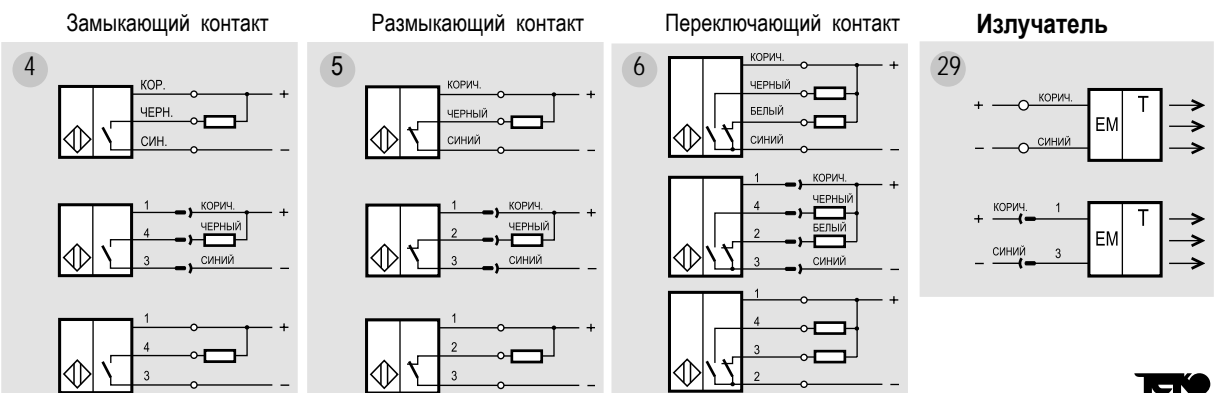 Замыкающий контакт
Размыкающий контакт
Переключающий контакт
Излучатель
4
КОР.
+
ЧЕРН.
СИН.
–
1
КОРИЧ.
+
4
ЧЕРНЫЙ
3
СИНИЙ
–
1
+
4
3
–
5
КОРИЧ.
+
ЧЕРНЫЙ
СИНИЙ
–
1
КОРИЧ.
+
2
ЧЕРНЫЙ
3
СИНИЙ
–
1
+
2
3
–
6
КОРИЧ.
+
ЧЕРНЫЙ
БЕЛЫЙ
СИНИЙ
–
1
КОРИЧ.
+
4
ЧЕРНЫЙ
2
БЕЛЫЙ
3
СИНИЙ
–
1
+
4
3
2
–
29
+
КОРИЧ.
T
EM
–
СИНИЙ
+
КОРИЧ.
1
T
EM
–
СИНИЙ
3